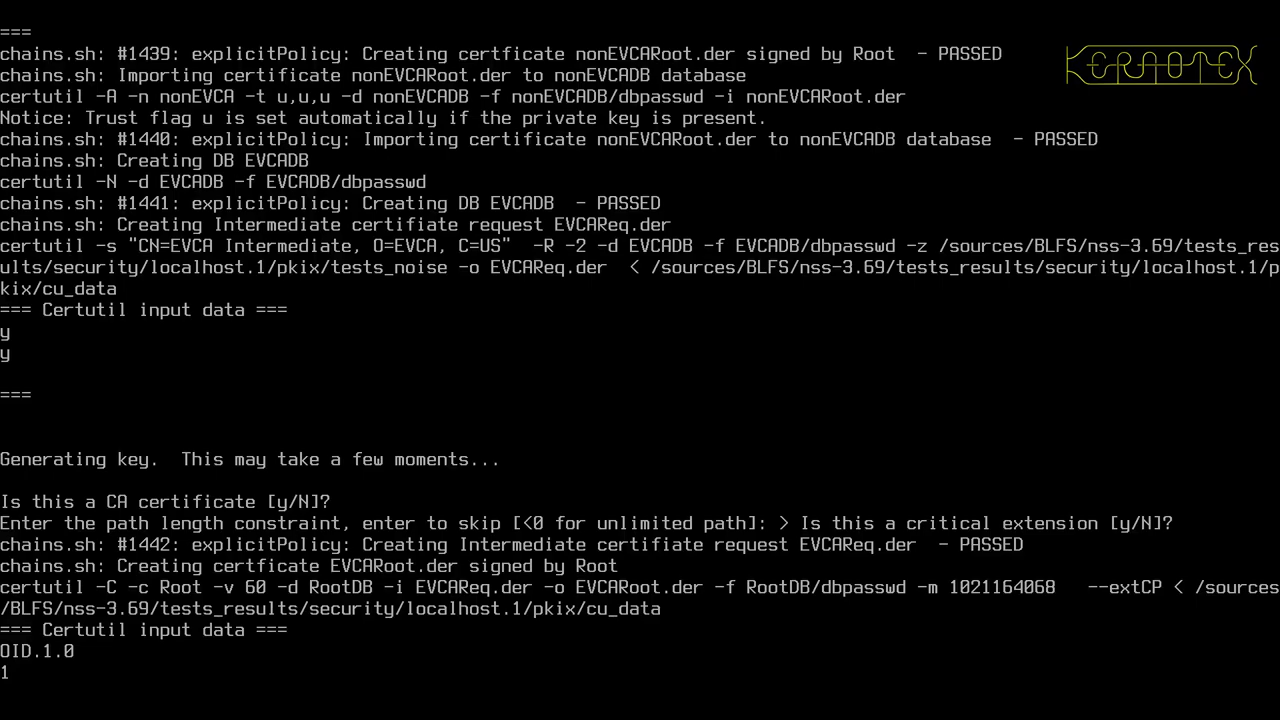 ===
chains.sh: #1439: explicitPolicy: Creating certficate nonEVCARoot.der signed by Root  - PASSED
chains.sh: Importing certificate nonEVCARoot.der to nonEVCADB database
certutil -A -n nonEVCA -t u,u,u -d nonEVCADB -f nonEVCADB/dbpasswd -i nonEVCARoot.der
Notice: Trust flag u is set automatically if the private key is present.
chains.sh: #1440: explicitPolicy: Importing certificate nonEVCARoot.der to nonEVCADB database  - PASSED
chains.sh: Creating DB EVCADB
certutil -N -d EVCADB -f EVCADB/dbpasswd
chains.sh: #1441: explicitPolicy: Creating DB EVCADB  - PASSED
chains.sh: Creating Intermediate certifiate request EVCAReq.der
certutil -s "CN=EVCA Intermediate, O=EVCA, C=US"  -R -2 -d EVCADB -f EVCADB/dbpasswd -z /sources/BLFS/nss-3.69/tests_res
ults/security/localhost.1/pkix/tests_noise -o EVCAReq.der  < /sources/BLFS/nss-3.69/tests_results/security/localhost.1/p
kix/cu_data
=== Certutil input data ===
y
y
===
Generating key.  This may take a few moments...
Is this a CA certificate [y/N]?
Enter the path length constraint, enter to skip [<0 for unlimited path]: > Is this a critical extension [y/N]?
chains.sh: #1442: explicitPolicy: Creating Intermediate certifiate request EVCAReq.der  - PASSED
chains.sh: Creating certficate EVCARoot.der signed by Root
certutil -C -c Root -v 60 -d RootDB -i EVCAReq.der -o EVCARoot.der -f RootDB/dbpasswd -m 1021164068   --extCP < /sources
/BLFS/nss-3.69/tests_results/security/localhost.1/pkix/cu_data
=== Certutil input data ===
OID.1.0
1